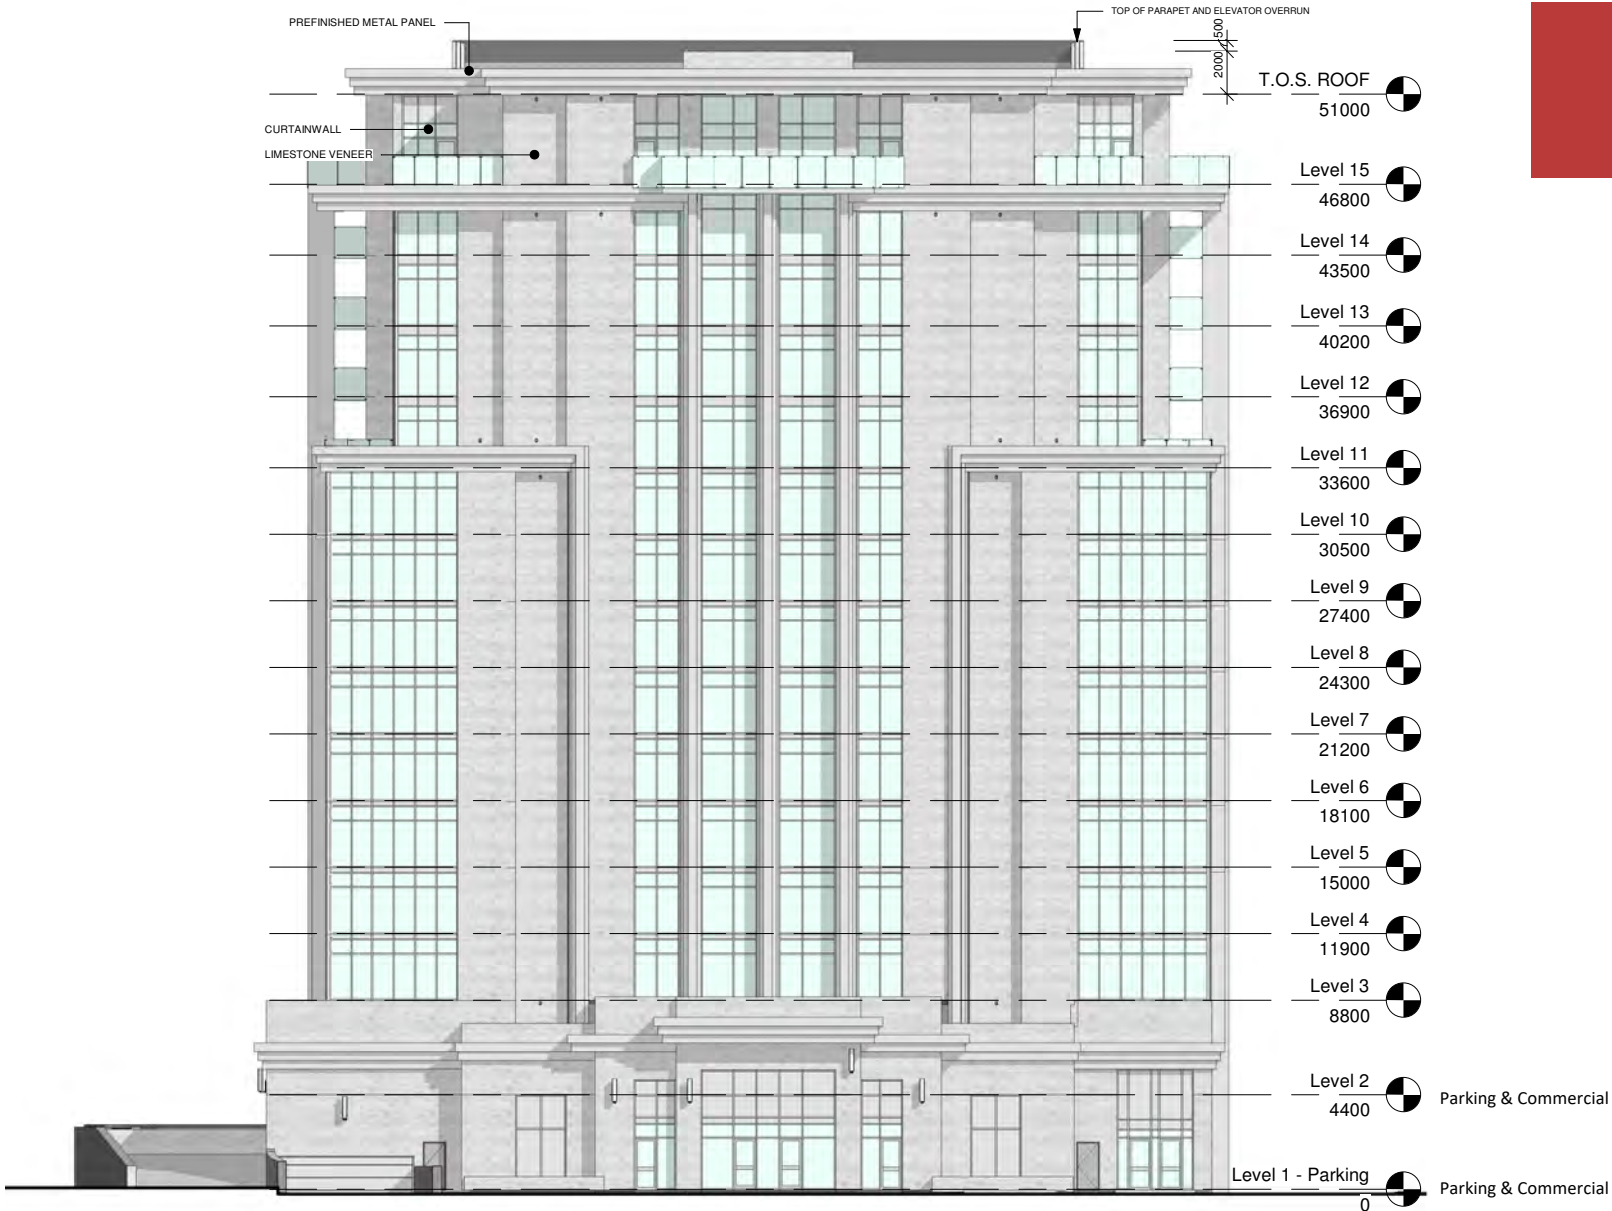 PREFINISHED METAL PANEL
TOP OF PARAPET AND ELEVATOR OVERRUN
500
2000
T.O.S. ROOF
51000
CURTAINWALL
LIMESTONE VENEER
Level 15
46800
Level 14
43500
Level 13
40200
Level 12
36900
Level 11
33600
Level 10
30500
Level 9
27400
Level 8
24300
Level 7
21200
Level 6
18100
Level 5
15000
Level 4
11900
Level 3
8800
Level 2
4400
Parking & Commercial
Level 1 - Parking
0
Parking & Commercial